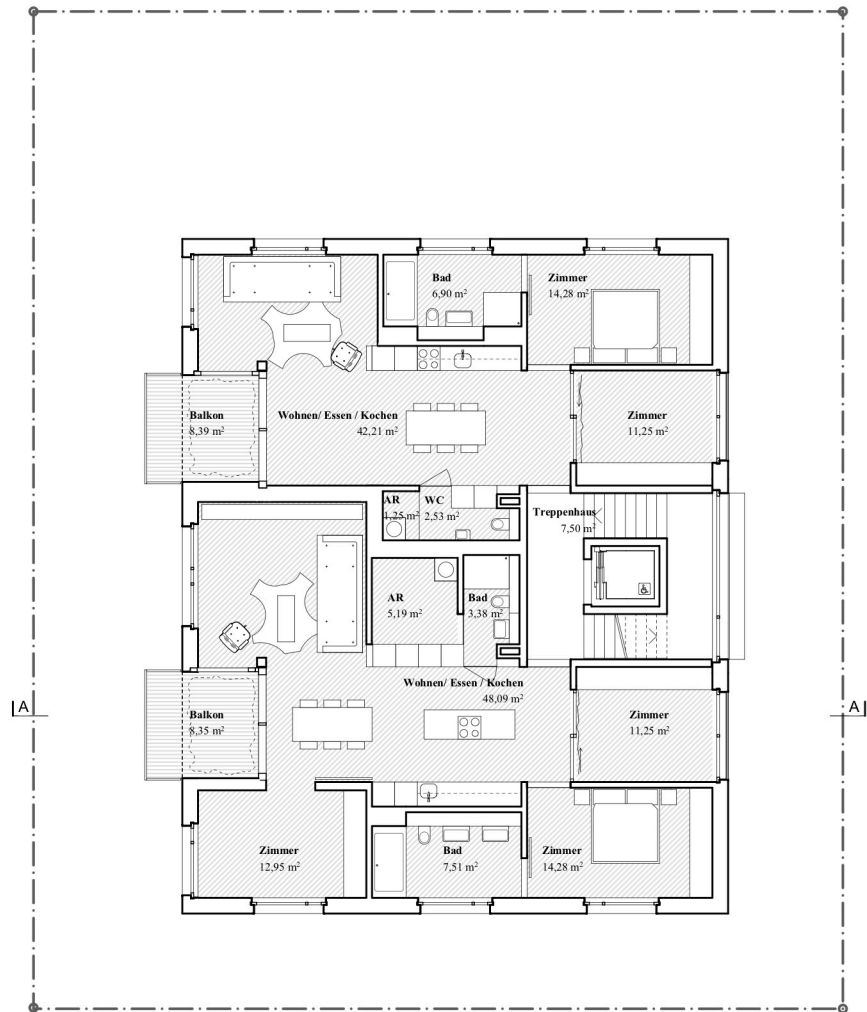 Bad
6,90 m²
Zimmer
14,28 m²
Balkon
8,39 m²
Wohnen/ Essen / Kochen
42,21 m²
Zimmer
11,25 m²
AR
1,25 m²
WC
2,53 m²
Treppenhaus
7,50 m²
AR
5,19 m²
Bad
3,38 m²
Wohnen/ Essen / Kochen
48,09 m²
A
Balkon
8,35 m²
Zimmer
11,25 m²
A
Zimmer
12,95 m²
Bad
7,51 m²
Zimmer
14,28 m²